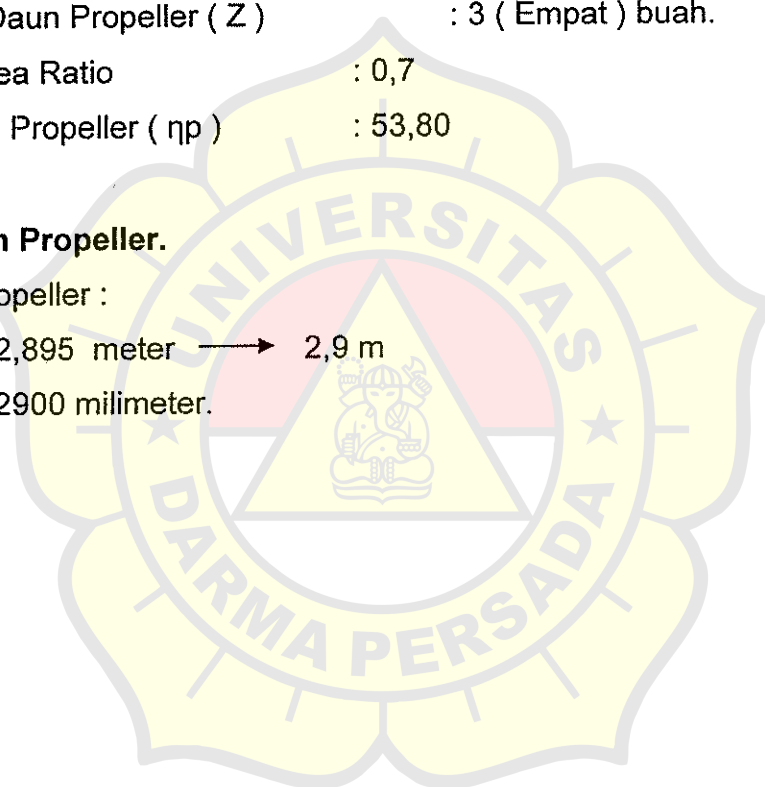 Daun Propeller ( Z ) : 3 ( Empat ) buah.
ea Ratio : 0,7
Propeller ( ηp ) : 53,80
n Propeller.
opeller :
2,895 meter → 2,9 m
2900 milimeter.
UNIVERSITAS
DARMA PERSADA